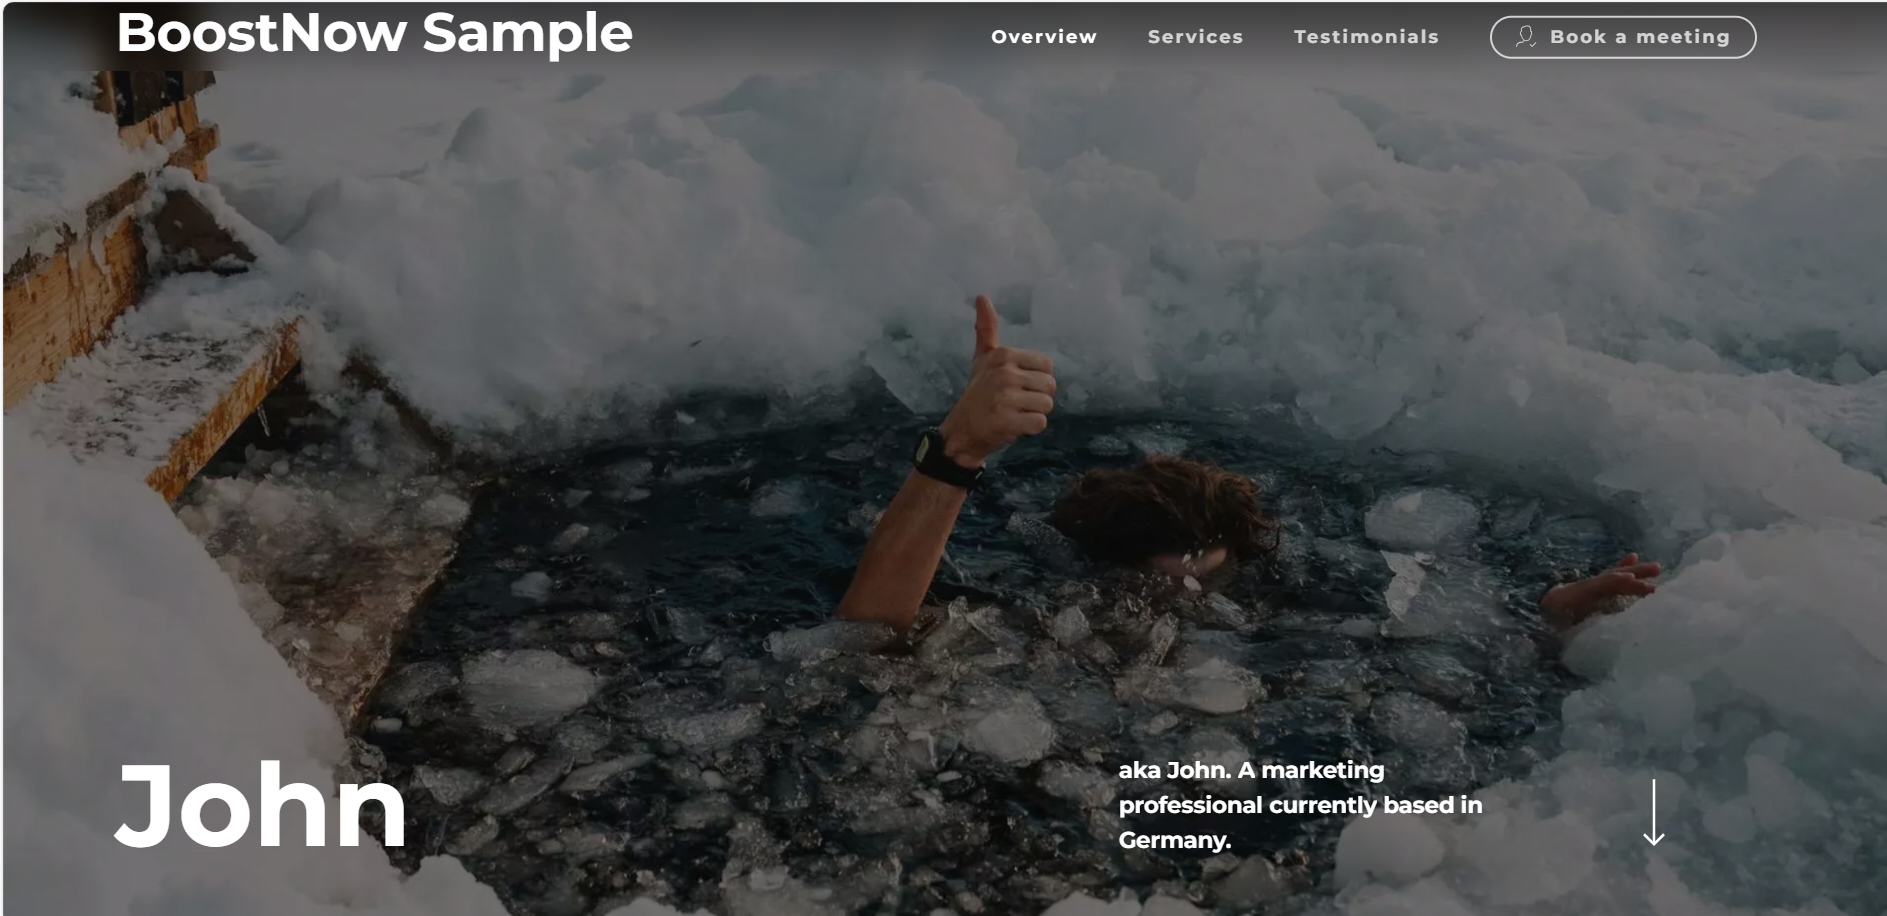 BoostNow Sample
Overview
Services
Testimonials
Book a meeting
John
aka John. A marketing
professional currently based in
Germany.